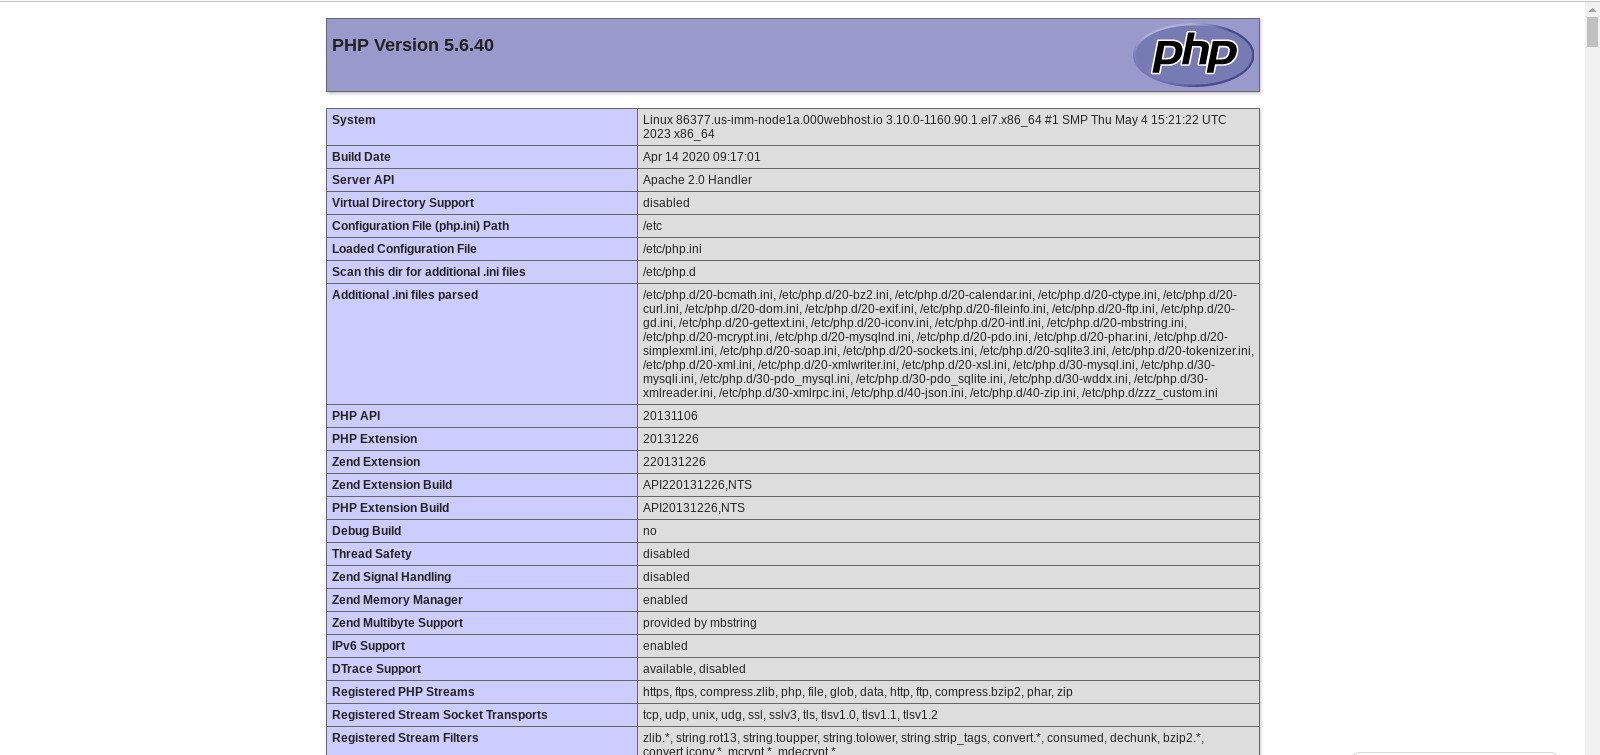 PHP Version 5.6.40
php
System
Linux 86377.us-imm-node1a.000webhost.io 3.10.0-1160.90.1.el7.x86_64 #1 SMP Thu May 4 15:21:22 UTC
2023 x86_64
Build Date
Apr 14 2020 09:17:01
Server API
Apache 2.0 Handler
Virtual Directory Support
disabled
Configuration File (php.ini) Path
/etc
Loaded Configuration File
/etc/php.ini
Scan this dir for additional .ini files
/etc/php.d
Additional .ini files parsed
/etc/php.d/20-bcmath.ini, /etc/php.d/20-bz2.ini, /etc/php.d/20-calendar.ini, /etc/php.d/20-ctype.ini, /etc/php.d/20-
curl.ini, /etc/php.d/20-dom.ini, /etc/php.d/20-exif.ini, /etc/php.d/20-fileinfo.ini, /etc/php.d/20-ftp.ini, /etc/php.d/20-
gd.ini, /etc/php.d/20-gettext.ini, /etc/php.d/20-iconv.ini, /etc/php.d/20-intl.ini, /etc/php.d/20-mbstring.ini,
/etc/php.d/20-mcrypt.ini, /etc/php.d/20-mysqlnd.ini, /etc/php.d/20-pdo.ini, /etc/php.d/20-phar.ini, /etc/php.d/20-
simplexml.ini, /etc/php.d/20-soap.ini, /etc/php.d/20-sockets.ini, /etc/php.d/20-sqlite3.ini, /etc/php.d/20-tokenizer.ini,
/etc/php.d/20-xml.ini, /etc/php.d/20-xmlwriter.ini, /etc/php.d/20-xsl.ini, /etc/php.d/30-mysql.ini, /etc/php.d/30-
mysqli.ini, /etc/php.d/30-pdo_mysql.ini, /etc/php.d/30-pdo_sqlite.ini, /etc/php.d/30-wddx.ini, /etc/php.d/30-
xmlreader.ini, /etc/php.d/30-xmlrpc.ini, /etc/php.d/40-json.ini, /etc/php.d/40-zip.ini, /etc/php.d/zzz_custom.ini
PHP API
20131106
PHP Extension
20131226
Zend Extension
220131226
Zend Extension Build
API220131226,NTS
PHP Extension Build
API20131226,NTS
Debug Build
no
Thread Safety
disabled
Zend Signal Handling
disabled
Zend Memory Manager
enabled
Zend Multibyte Support
provided by mbstring
IPv6 Support
enabled
DTrace Support
available, disabled
Registered PHP Streams
https, ftps, compress.zlib, php, file, glob, data, http, ftp, compress.bzip2, phar, zip
Registered Stream Socket Transports
tcp, udp, unix, udg, ssl, sslv3, tls, tlsv1.0, tlsv1.1, tlsv1.2
Registered Stream Filters
zlib.*, string.rot13, string.toupper, string.tolower, string.strip_tags, convert.*, consumed, dechunk, bzip2.*,
convert.iconv.*, mcrypt.*, mdecrypt.*